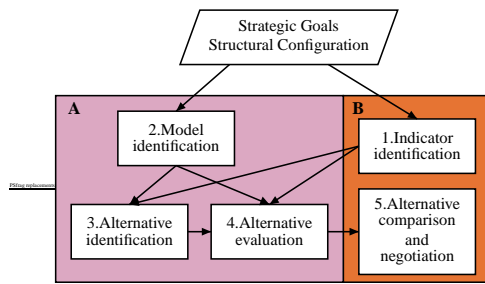 Strategic Goals
Structural Configuration
A
B
2.Model
identification
1.Indicator
identification
PSfrag replacements
3.Alternative
identification
4.Alternative
evaluation
5.Alternative
comparison
and
negotiation